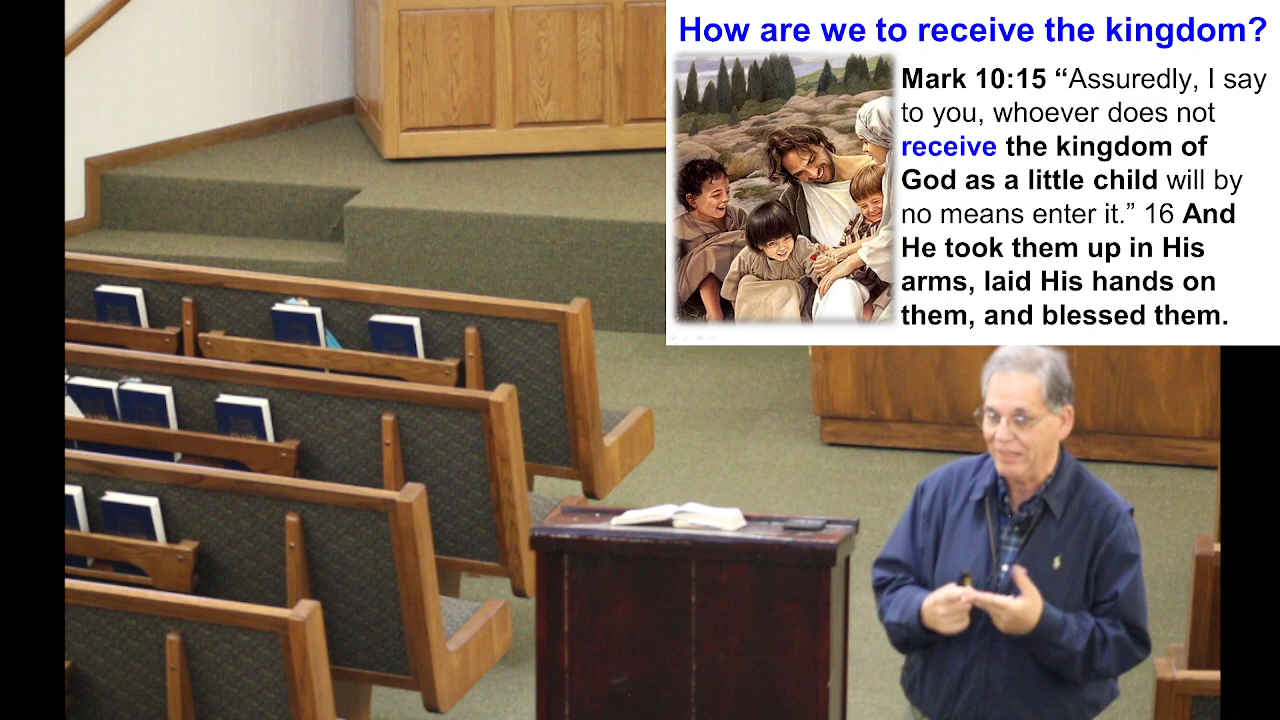 How are we to receive the kingdom?
Mark 10:15 “Assuredly, I say
to you, whoever does not
receive the kingdom of
God as a little child will by
no means enter it.” 16 And
He took them up in His
arms, laid His hands on
them, and blessed them.